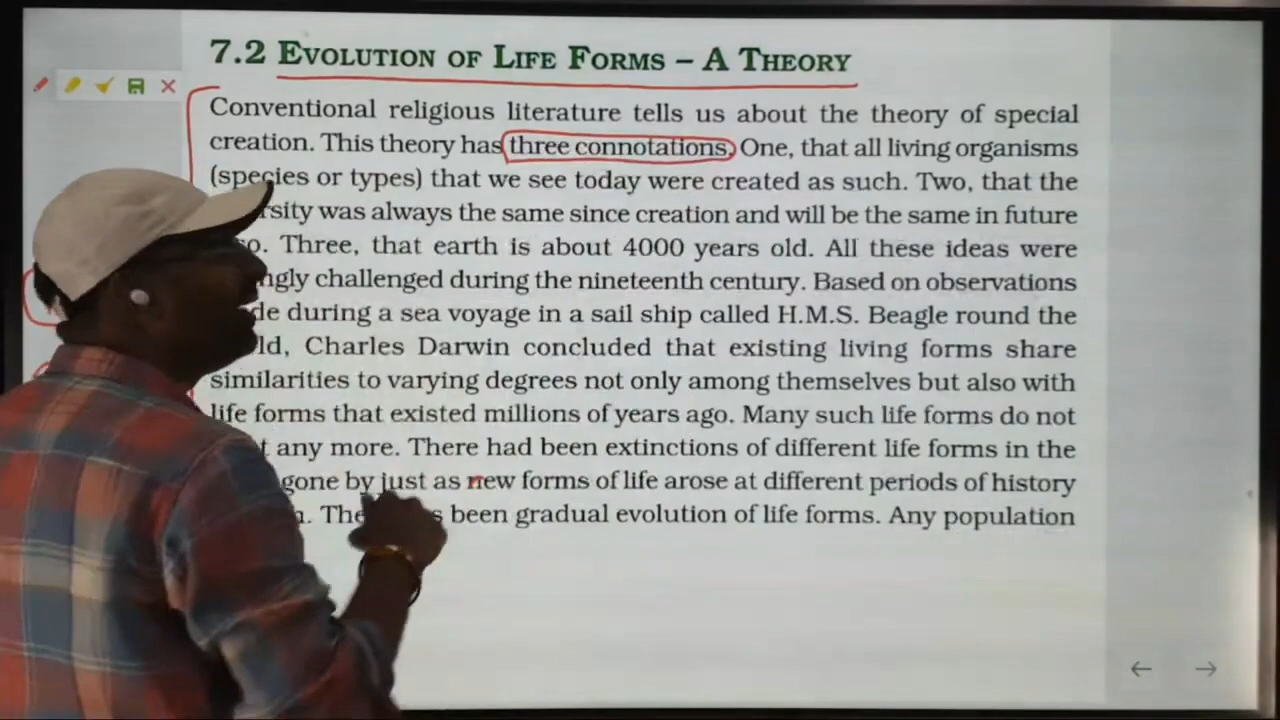 7.2 EVOLUTION OF LIFE FORMS – A THEORY
Conventional religious literature tells us about the theory of special
creation. This theory has three connotations. One, that all living organisms
(species or types) that we see today were created as such. Two, that the
was always the same since creation and will be the same in future
Three, that earth is about 4000 years old. All these ideas were
challenged during the nineteenth century. Based on observations
during a sea voyage in a sail ship called H.M.S. Beagle round the
Charles Darwin concluded that existing living forms share
similarities to varying degrees not only among themselves but also with
life forms that existed millions of years ago. Many such life forms do not
any more. There had been extinctions of different life forms in the
gone by just as new forms of life arose at different periods of history
been gradual evolution of life forms. Any population